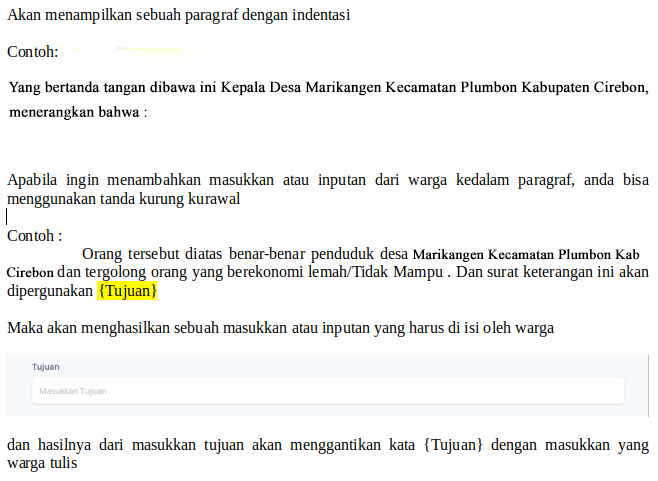 Akan menampilkan sebuah paragraf dengan indentasi
Contoh:
Yang bertanda tangan dibawa ini Kepala Desa Marikangen Kecamatan Plumbon Kabupaten Cirebon,
menerangkan bahwa :
Apabila ingin menambahkan masukkan atau inputan dari warga kedalam paragraf, anda bisa
menggunakan tanda kurung kurawal
Contoh :
Orang tersebut diatas benar-benar penduduk desa Marikangen Kecamatan Plumbon Kab
Cirebon dan tergolong orang yang berekonomi lemah/Tidak Mampu . Dan surat keterangan ini akan
dipergunakan {Tujuan}
Maka akan menghasilkan sebuah masukkan atau inputan yang harus di isi oleh warga
Tujuan
Masukkan Tujuan
dan hasilnya dari masukkan tujuan akan menggantikan kata {Tujuan} dengan masukkan yang
warga tulis